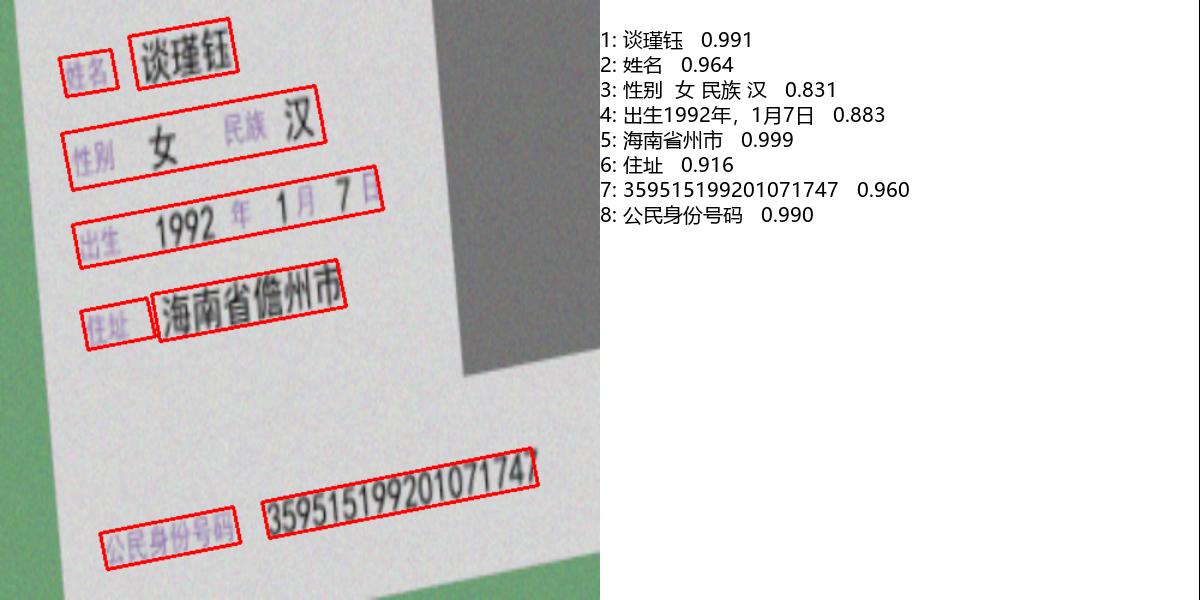 姓名 谈瑾钰
性别 女 民族 汉
出生 1992 年 1 月 7 日
住址 海南省儋州市
公民身份号码 359515199201071747
1: 谈瑾钰 0.991
2: 姓名 0.964
3: 性别 女 民族 汉 0.831
4: 出生1992年，1月7日 0.883
5: 海南省州市 0.999
6: 住址 0.916
7: 359515199201071747 0.960
8: 公民身份号码 0.990